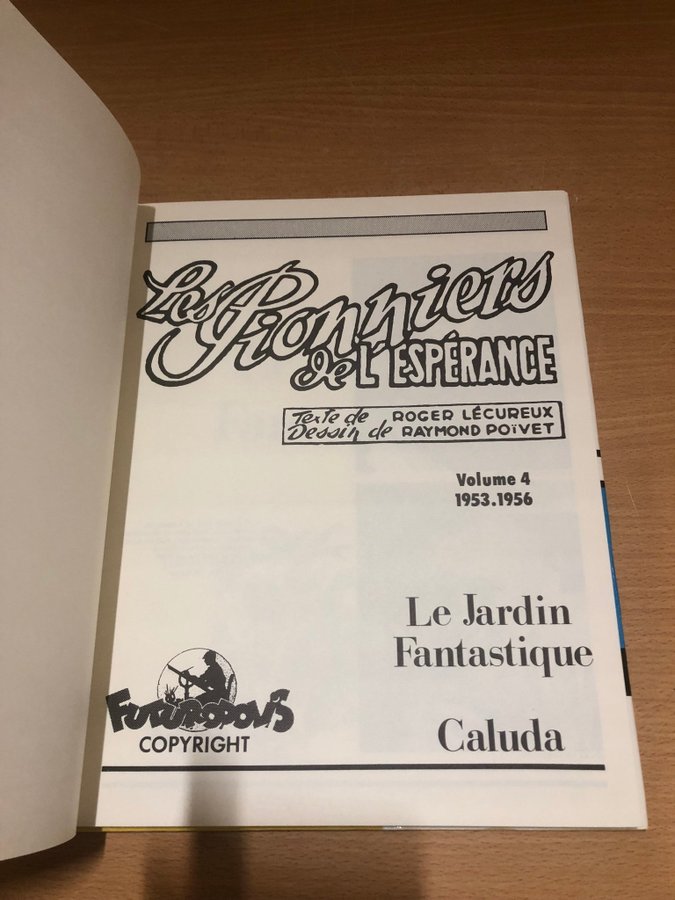 Les Pionniers
de L'ESPÉRANCE
Texte de ROGER LÉCUREUX
Dessin de RAYMOND POÏVET
Volume 4
1953.1956
Le Jardin
Fantastique
Caluda
FUTUROPOLIS
COPYRIGHT